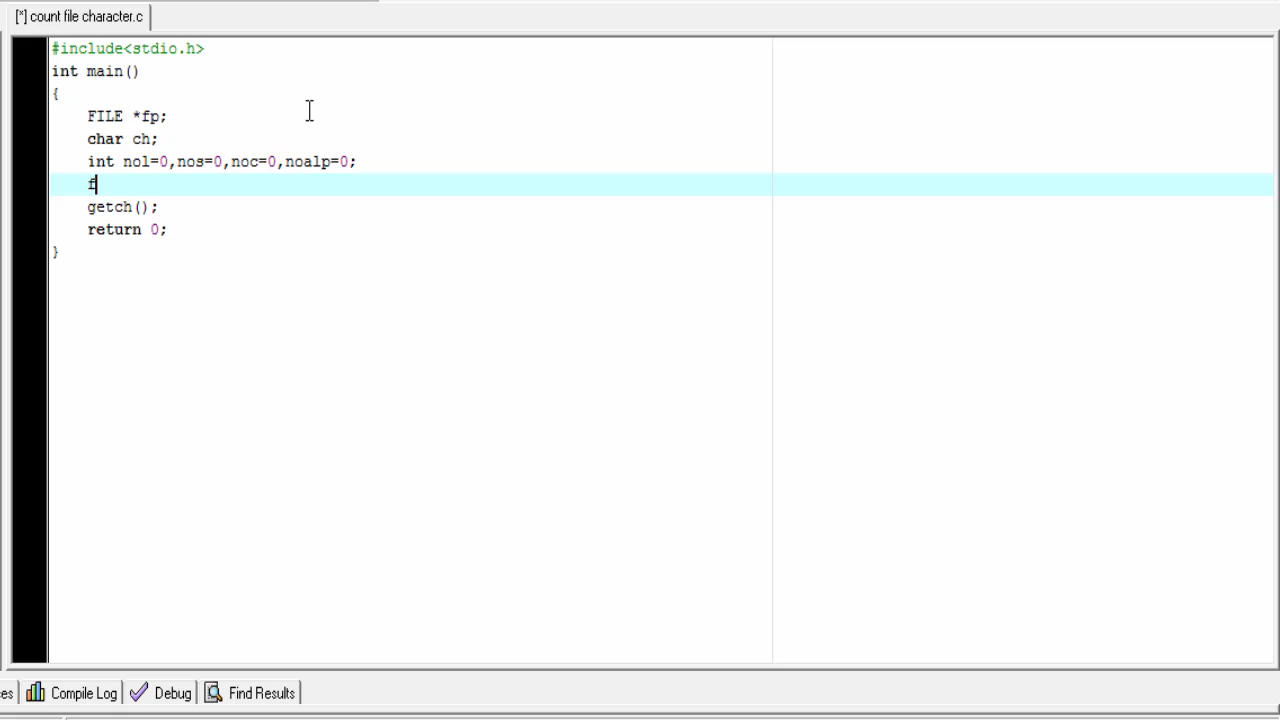 [*] count file character.c
#include<stdio.h>
int main()
{
    FILE *fp;
    char ch;
    int nol=0,nos=0,noc=0,noalp=0;
    f
    getch();
    return 0;
}
es Compile Log Debug Find Results